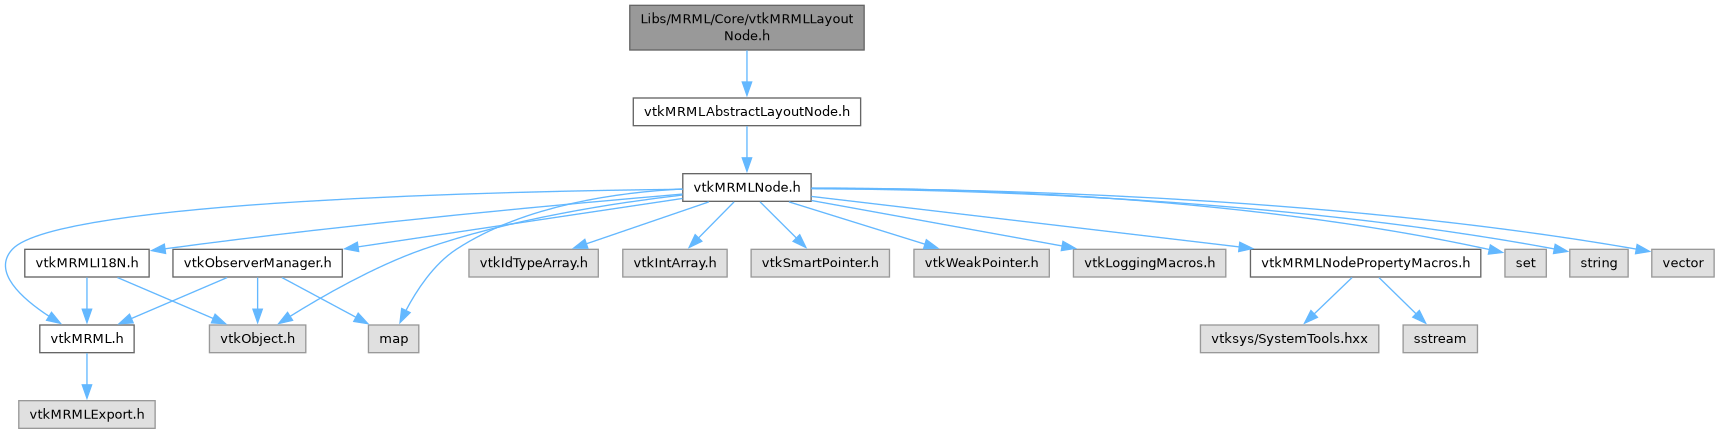 Libs/MRML/Core/vtkMRMLLayout
Node.h
vtkMRMLAbstractLayoutNode.h
vtkMRMLNode.h
vtkMRMLI18N.h
vtkObserverManager.h
vtkIdTypeArray.h
vtkIntArray.h
vtkSmartPointer.h
vtkWeakPointer.h
vtkLoggingMacros.h
vtkMRMLNodePropertyMacros.h
set
string
vector
vtkMRML.h
vtkObject.h
map
vtksys/SystemTools.hxx
sstream
vtkMRMLExport.h